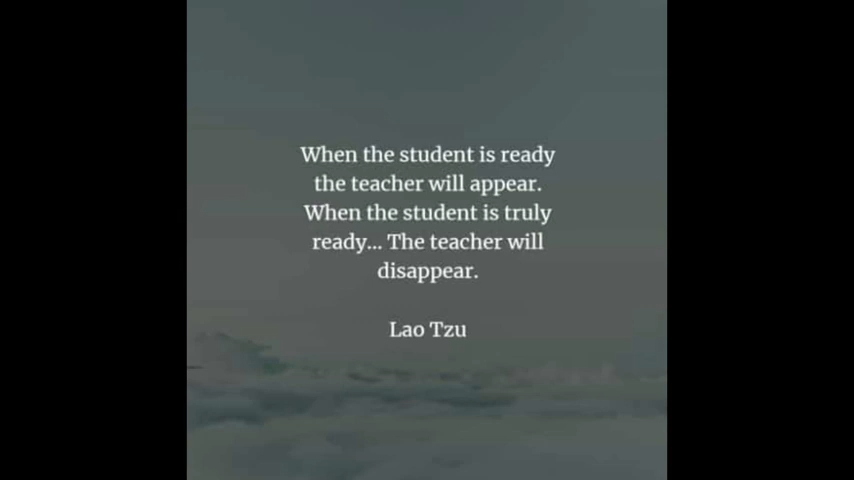 When the student is ready
the teacher will appear.
When the student is truly
ready... The teacher will
disappear.
Lao Tzu